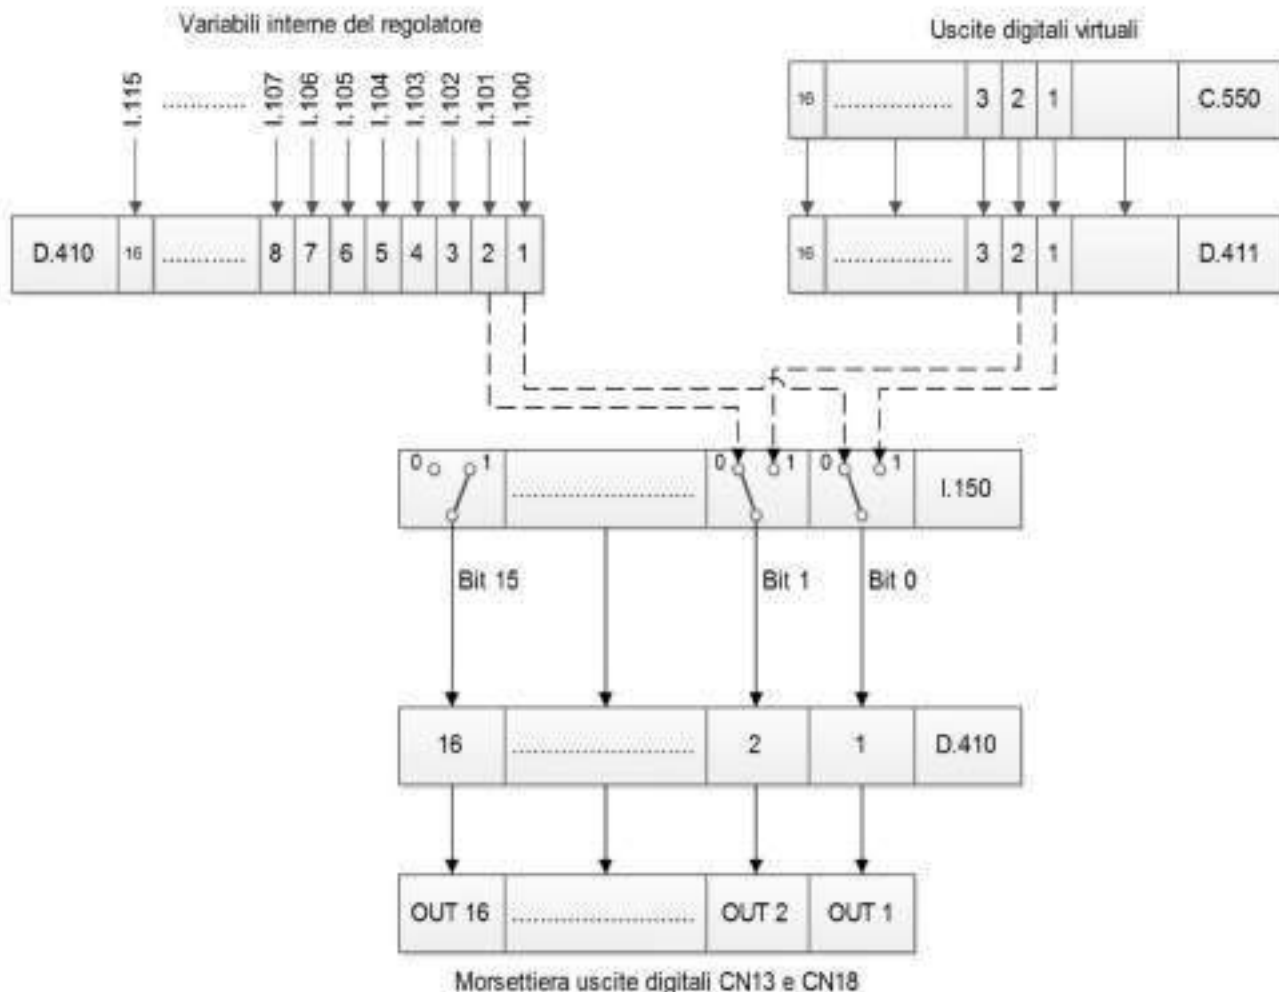 Variabili interne del regolatore
Uscite digitali virtuali
I.115 .............. I.107 I.106 I.105 I.104 I.103 I.102 I.101 I.100
16 .................... 3 2 1 C.550
D.410 16 .............. 8 7 6 5 4 3 2 1
16 .................... 3 2 1 D.411
0 1 .............................. 0 1 0 1 I.150
Bit 15 Bit 1 Bit 0
16 .............................. 2 1 D.410
OUT 16 .............................. OUT 2 OUT 1
Morsettiera uscite digitali CN13 e CN18